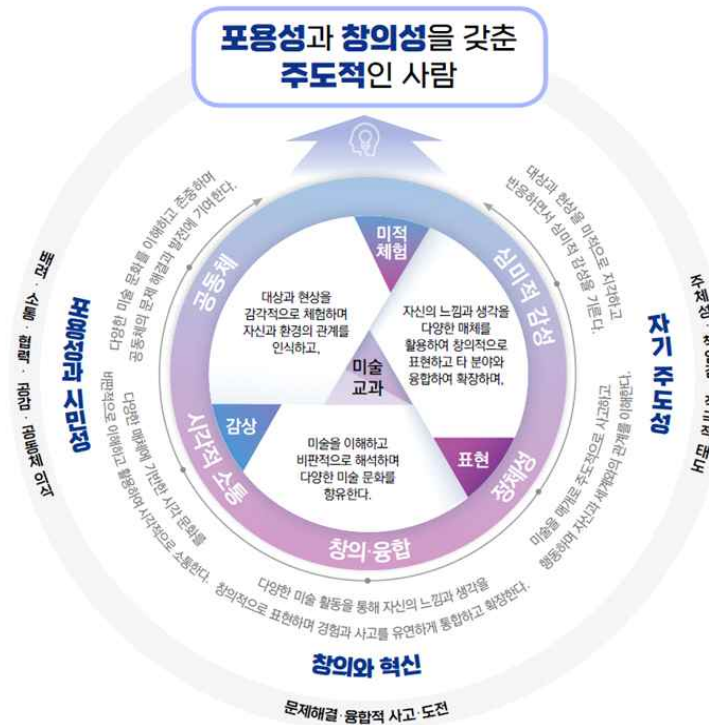 포용성과 창의성을 갖춘
주도적인 사람
대상과 현상을 미적으로 지각하고
반응하면서 심미적 감성을 기른다.
다양한 미술 문화를 이해하고 존중하며
공동체의 문제 해결과 발전에 기여한다.
공동체
미적
체험
심미적 감성
대상과 현상을
감각적으로 체험하며
자신과 환경의 관계를
인식하고,
자신의 느낌과 생각을
다양한 매체를
활용하여 창의적으로
표현하고 타 분야와
융합하여 확장하며,
미술
교과
감상
표현
미술을 이해하고
비판적으로 해석하며
다양한 미술 문화를
향유한다.
시각적 소통
정체성
창의·융합
배려·소통·협력·공감·공동체 의식
포용성과 시민성
자기 주도성
주체성·책임감·적극적 태도
다양한 매체에 기반한 시각 문화를
비판적으로 이해하고 활용하여 시각적으로 소통한다.
미술을 매개로 주도적으로 사고하고
행동하며 자신과 세계와의 관계를 이해한다.
다양한 미술 활동을 통해 자신의 느낌과 생각을
창의적으로 표현하며 경험과 사고를 유연하게 통합하고 확장한다.
창의와 혁신
문제해결·융합적 사고·도전